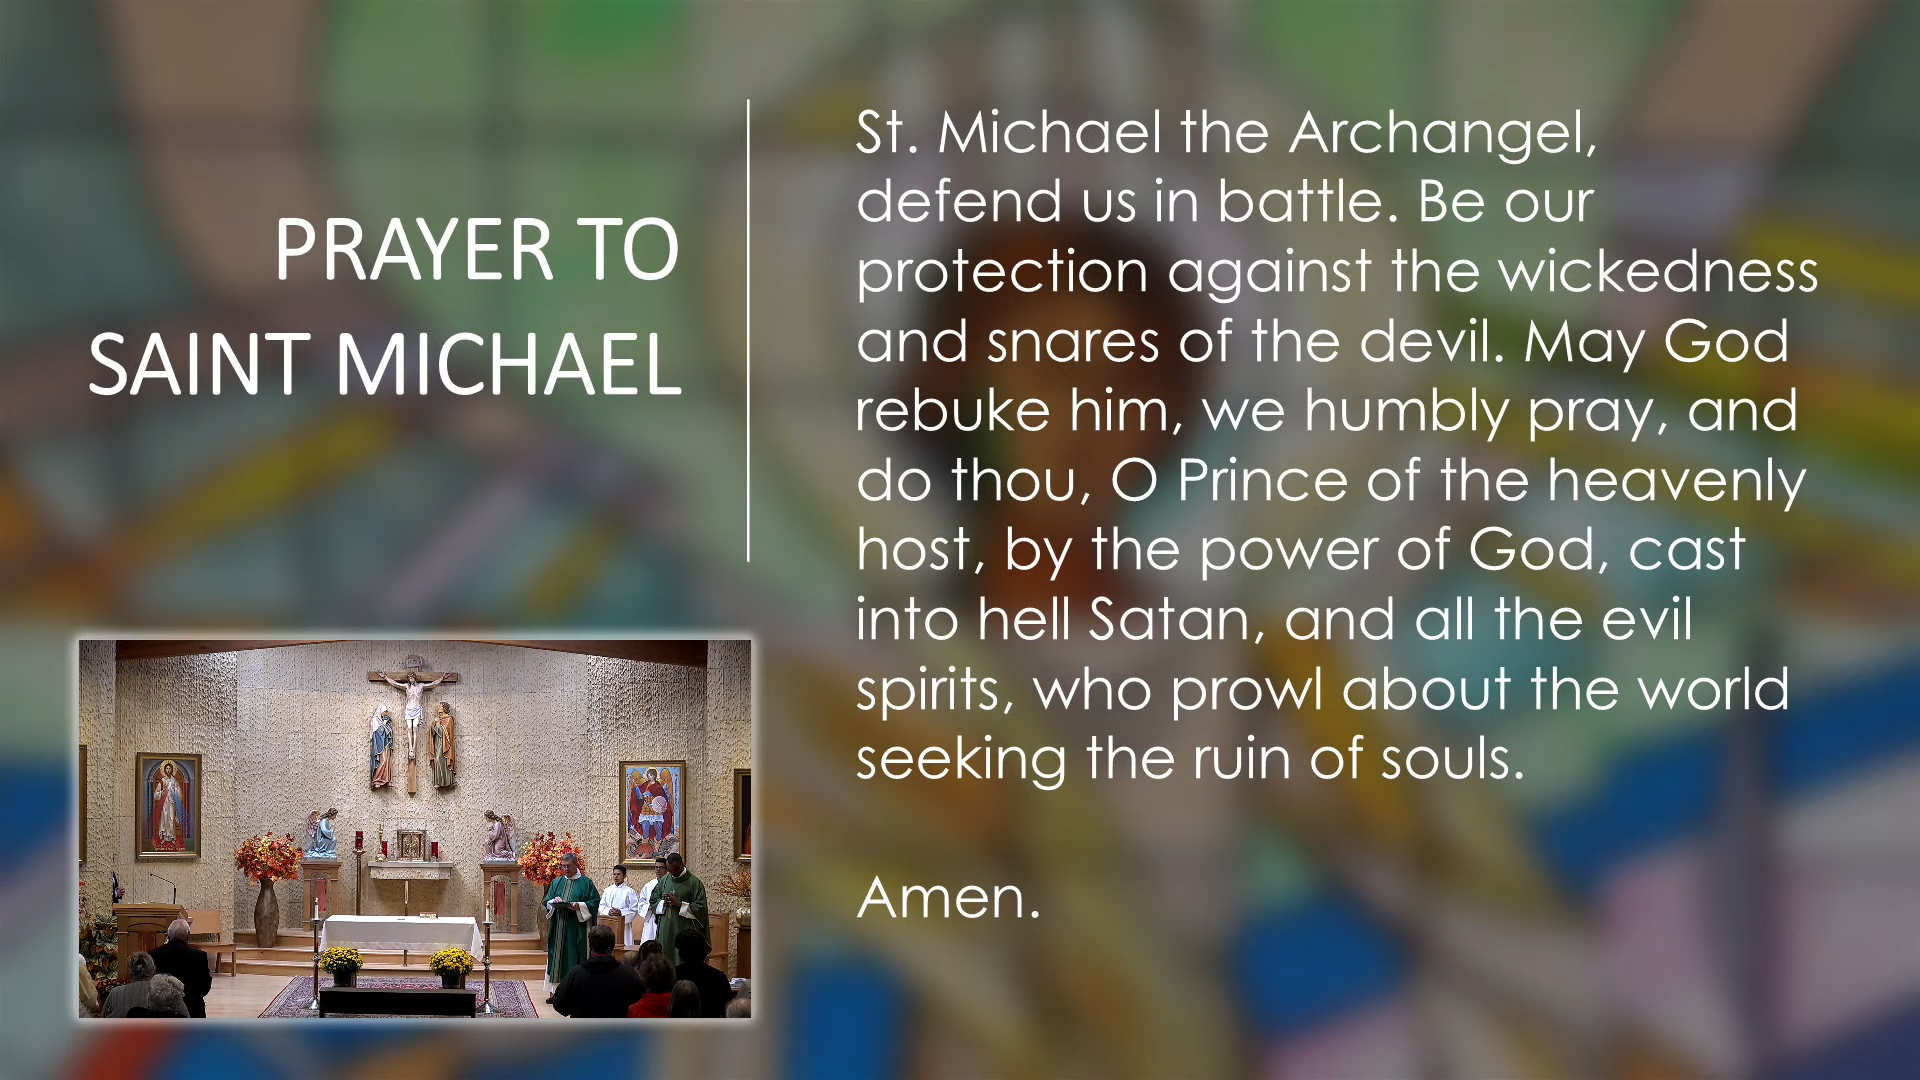 PRAYER TO
SAINT MICHAEL
St. Michael the Archangel,
defend us in battle. Be our
protection against the wickedness
and snares of the devil. May God
rebuke him, we humbly pray, and
do thou, O Prince of the heavenly
host, by the power of God, cast
into hell Satan, and all the evil
spirits, who prowl about the world
seeking the ruin of souls.
Amen.